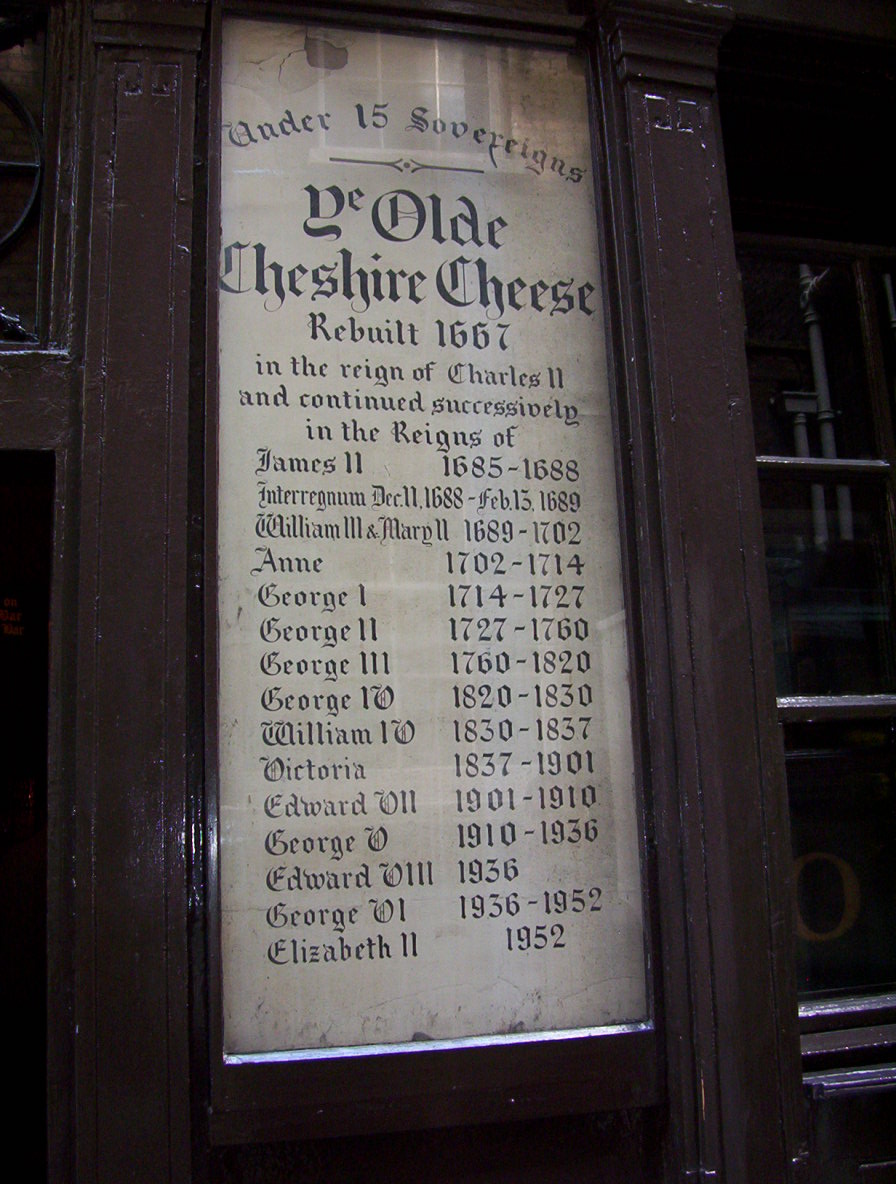 Under 15 Sovereigns
Ye Olde
Cheshire Cheese
Rebuilt 1667
in the reign of Charles II
and continued successively
in the Reigns of
James II 1685-1688
Interregnum Dec.11,1688-Feb.13, 1689
William III & Mary II 1689-1702
Anne 1702-1714
George I 1714-1727
George II 1727-1760
George III 1760-1820
George IV 1820-1830
William IV 1830-1837
Victoria 1837-1901
Edward VII 1901-1910
George V 1910-1936
Edward VIII 1936
George VI 1936-1952
Elizabeth II 1952